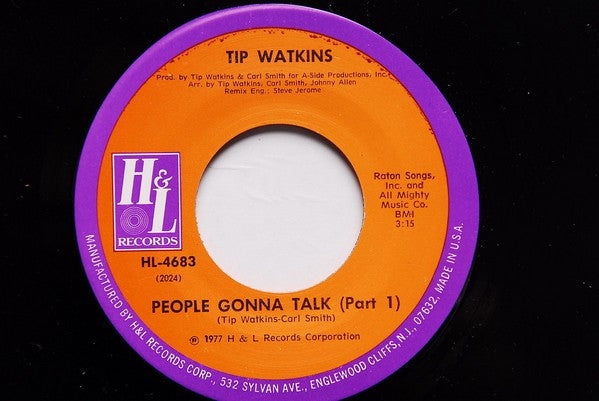 TIP WATKINS
Prod. by Tip Watkins & Carl Smith for A-Side Productions, Inc.
Arr. by Tip Watkins, Carl Smith, Johnny Allen
Remix Eng.: Steve Jerome
H&L
RECORDS
HL-4683
(2024)
Raton Songs,
Inc. and
All Mighty
Music Co.
BMI
3:15
PEOPLE GONNA TALK (Part 1)
(Tip Watkins-Carl Smith)
℗ 1977 H & L Records Corporation
MANUFACTURED BY H&L RECORDS CORP., 532 SYLVAN AVE., ENGLEWOOD CLIFFS, N.J., 07632, MADE IN U.S.A.